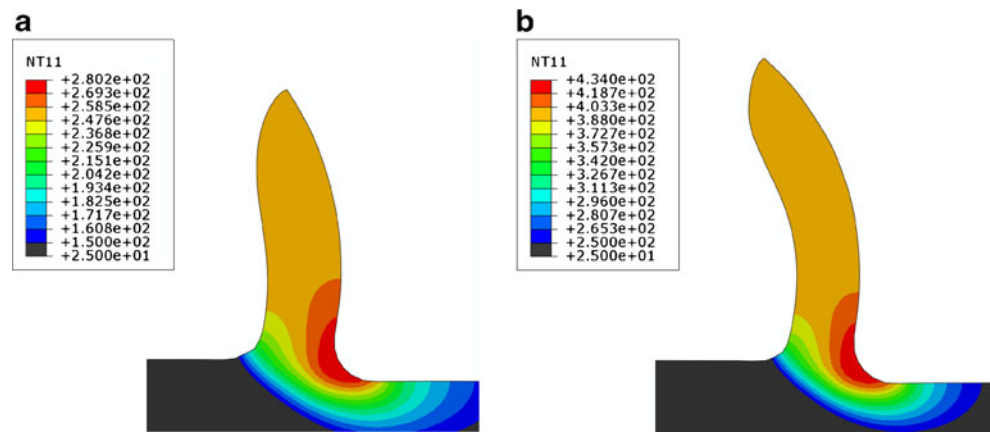 a
NT11
+2.802e+02
+2.693e+02
+2.585e+02
+2.476e+02
+2.368e+02
+2.259e+02
+2.151e+02
+2.042e+02
+1.934e+02
+1.825e+02
+1.717e+02
+1.608e+02
+1.500e+02
+2.500e+01
b
NT11
+4.340e+02
+4.187e+02
+4.033e+02
+3.880e+02
+3.727e+02
+3.573e+02
+3.420e+02
+3.267e+02
+3.113e+02
+2.960e+02
+2.807e+02
+2.653e+02
+2.500e+02
+2.500e+01